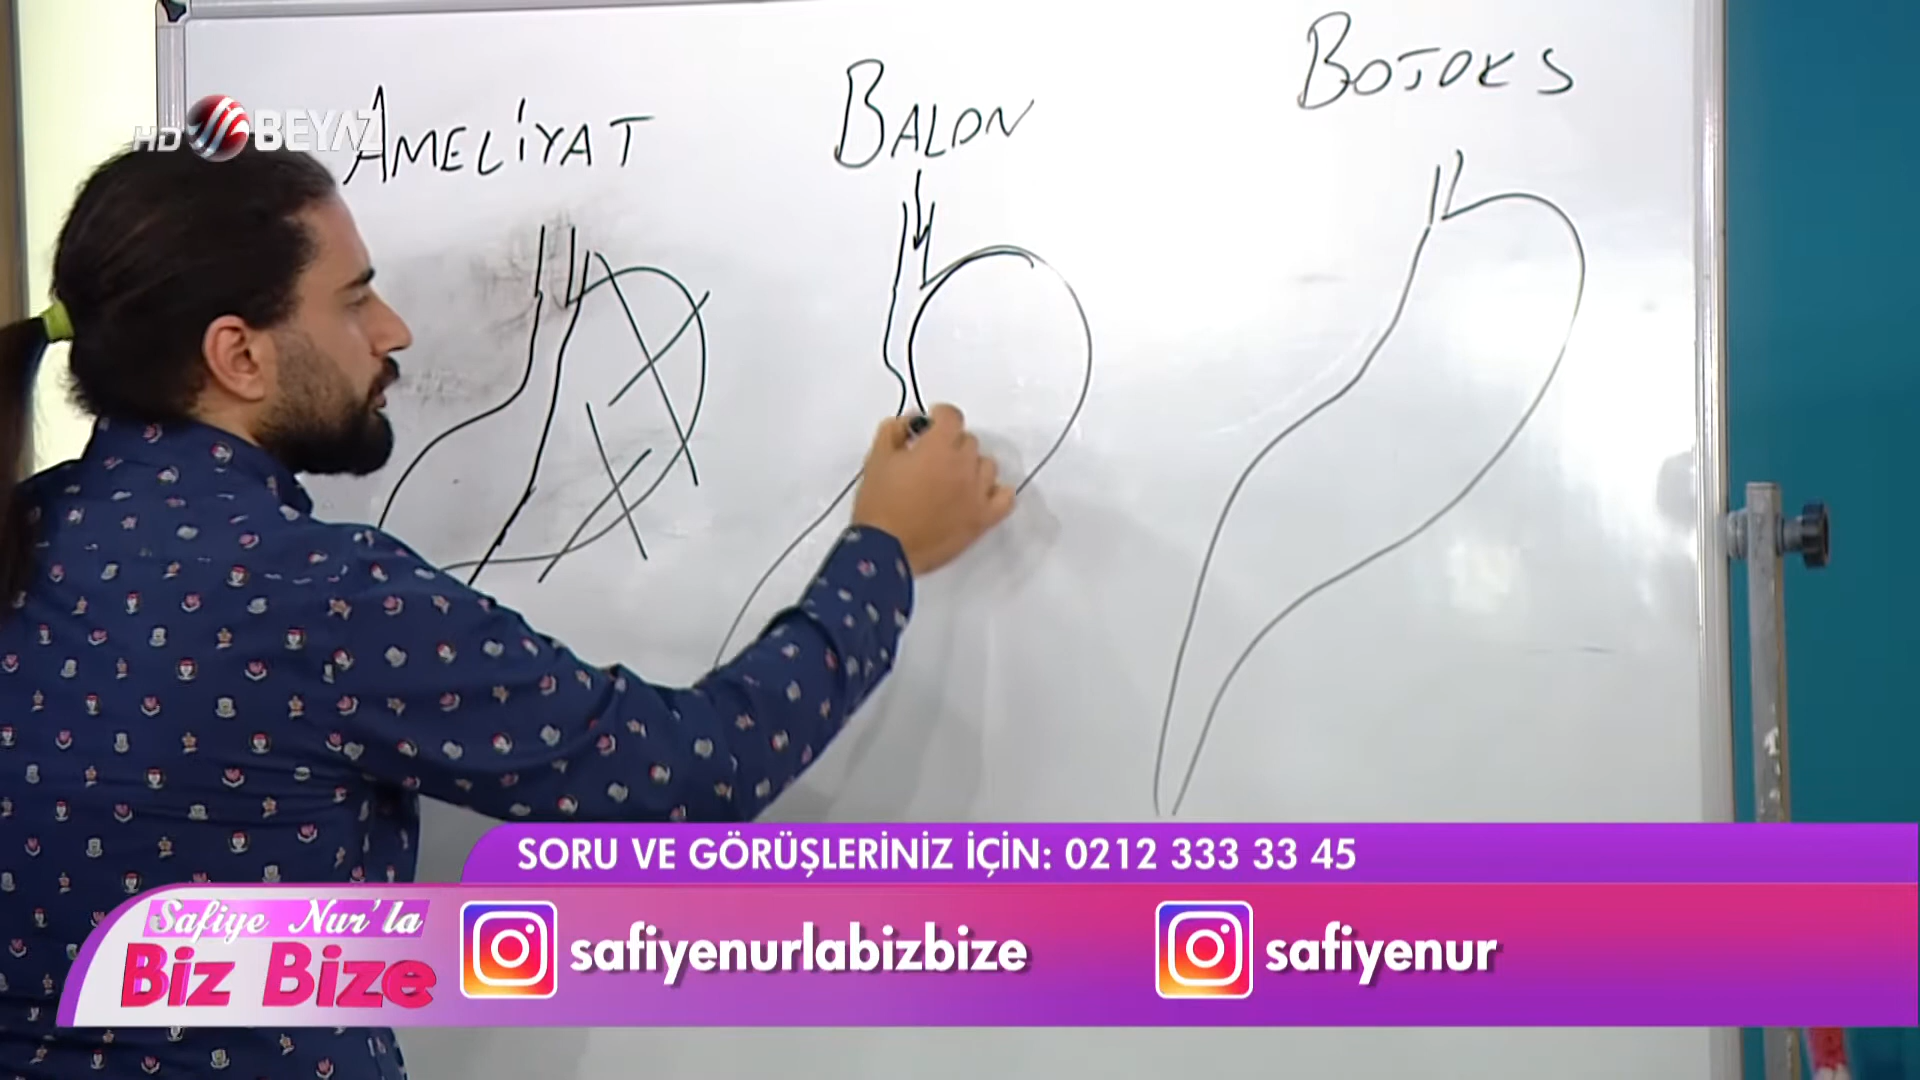 HD BEYAZ
AMELİYAT
BALON
BOTOKS
SORU VE GÖRÜŞLERİNİZ İÇİN: 0212 333 33 45
Safiye Nur'la
Biz Bize
safiyenurlabizbize
safiyenur